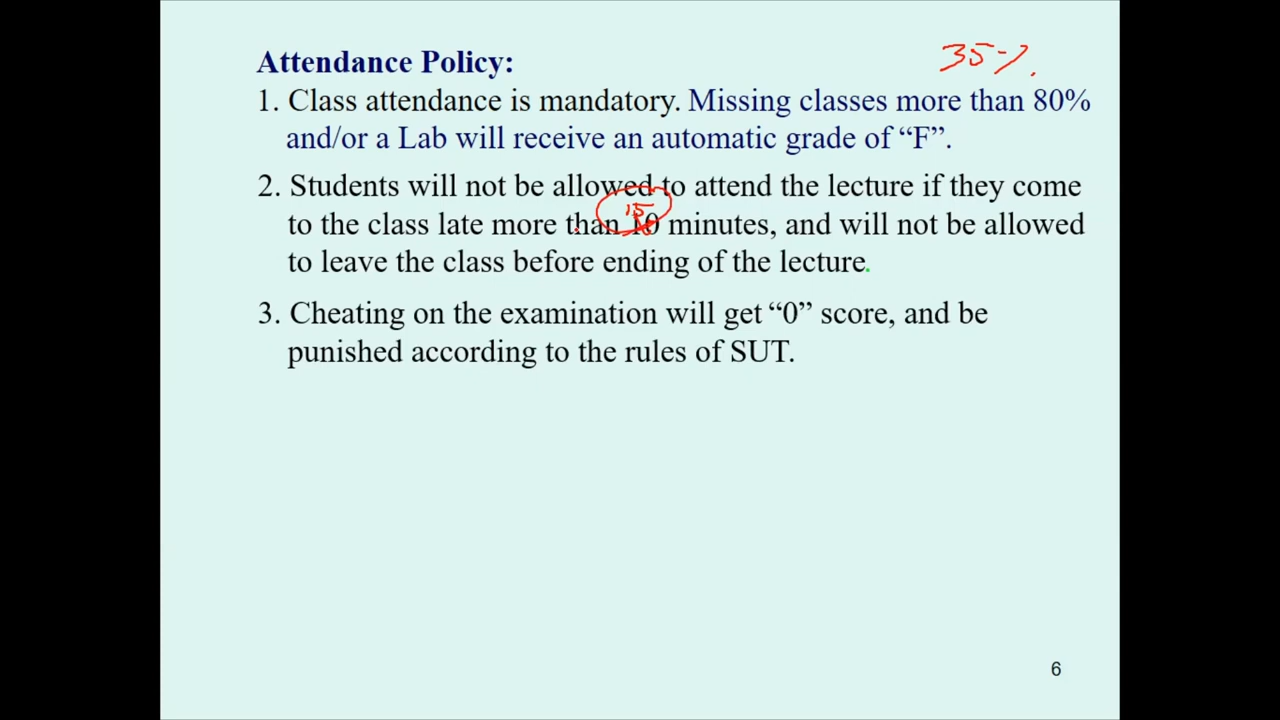 Attendance Policy:
35%
1. Class attendance is mandatory. Missing classes more than 80%
and/or a Lab will receive an automatic grade of “F”.
2. Students will not be allowed to attend the lecture if they come
15
to the class late more than 10 minutes, and will not be allowed
to leave the class before ending of the lecture.
3. Cheating on the examination will get “0” score, and be
punished according to the rules of SUT.
6